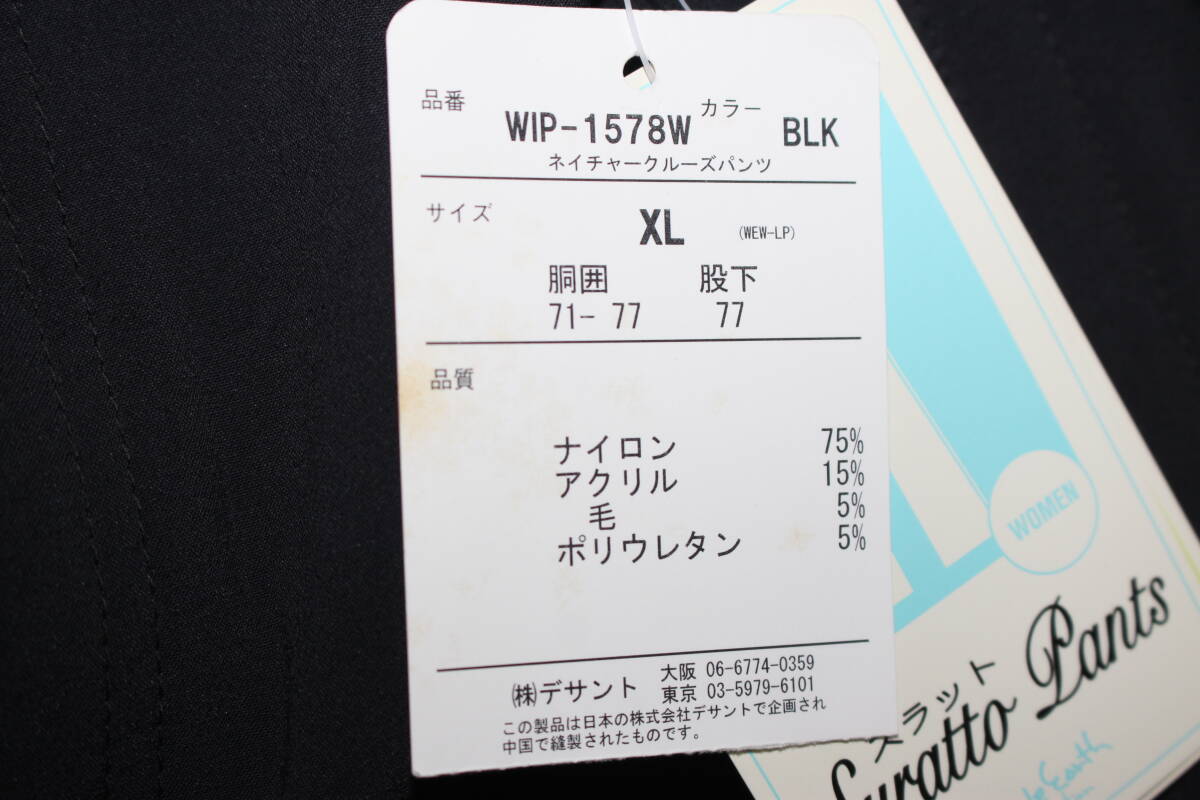 品番 WIP-1578W カラー BLK
ネイチャークルーズパンツ
サイズ XL (WEW-LP)
胴囲 股下
71- 77 77
品質
ナイロン 75%
アクリル 15%
毛 5%
ポリウレタン 5%
㈱デサント 大阪 06-6774-0359
東京 03-5979-6101
この製品は日本の株式会社デサントで企画され
中国で縫製されたものです。
WOMEN
スラット
Suratto Pants
Earth